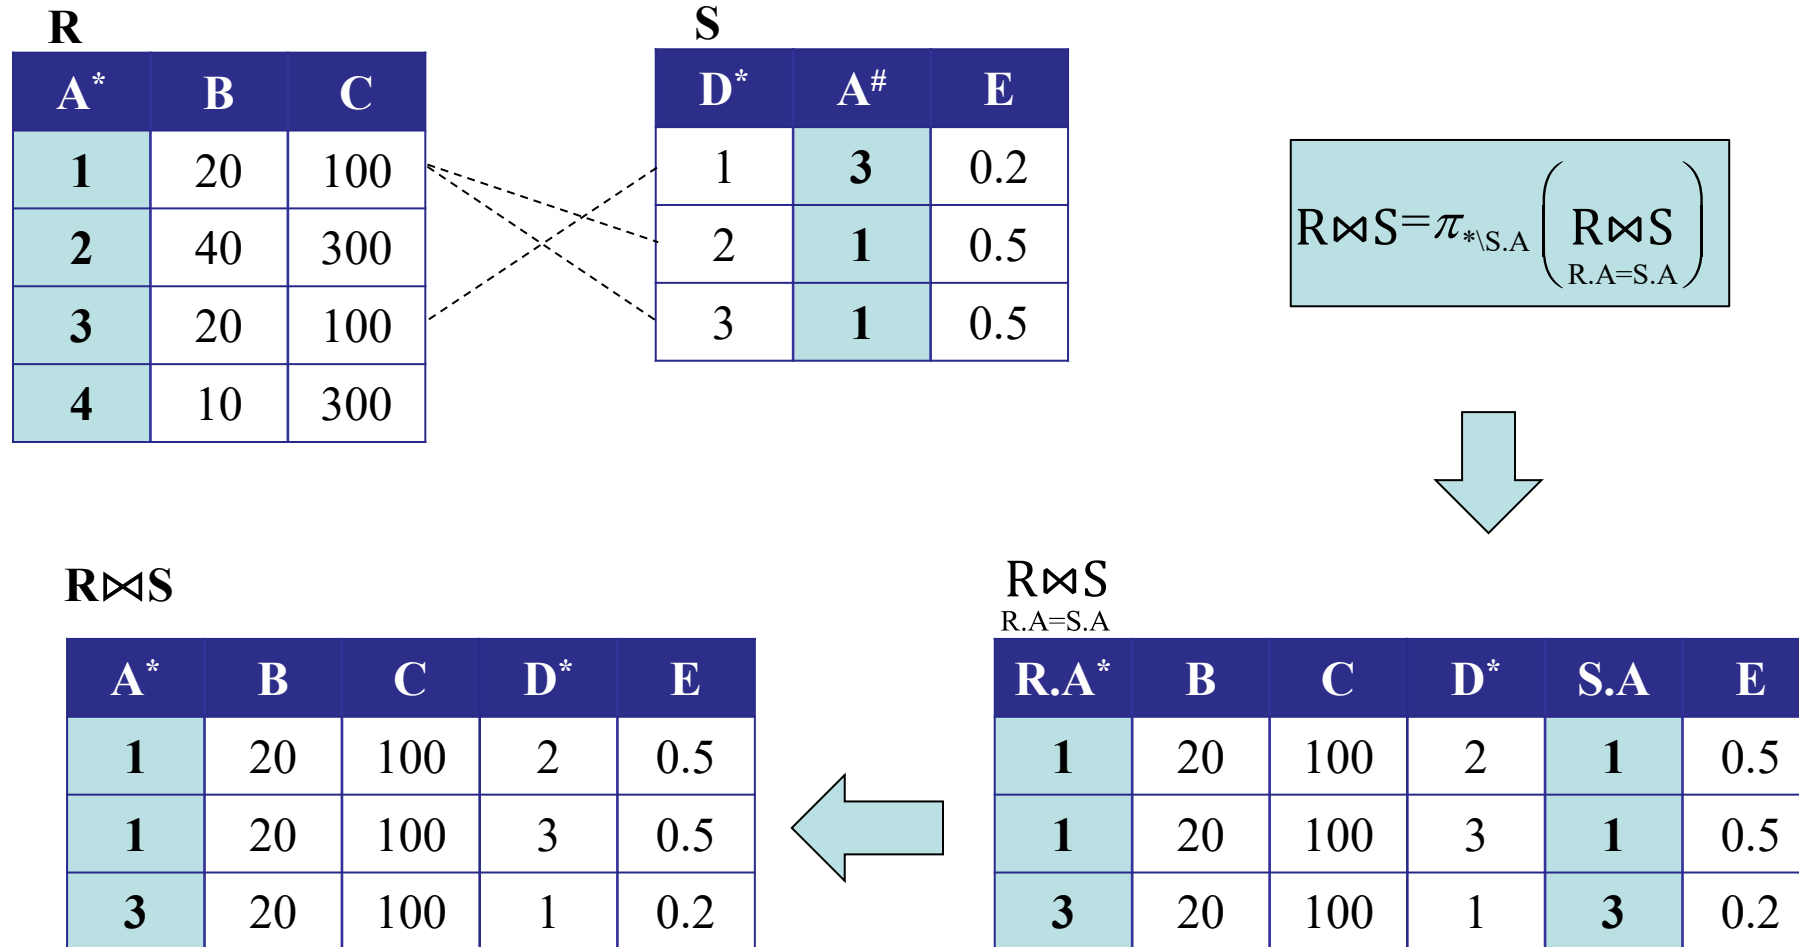 R
A* B C
1 20 100
2 40 300
3 20 100
4 10 300
S
D* A# E
1 3 0.2
2 1 0.5
3 1 0.5
R⋈S=π*\S.A(R⋈S)
R.A=S.A
R⋈S
A* B C D* E
1 20 100 2 0.5
1 20 100 3 0.5
3 20 100 1 0.2
R⋈S
R.A=S.A
R.A* B C D* S.A E
1 20 100 2 1 0.5
1 20 100 3 1 0.5
3 20 100 1 3 0.2